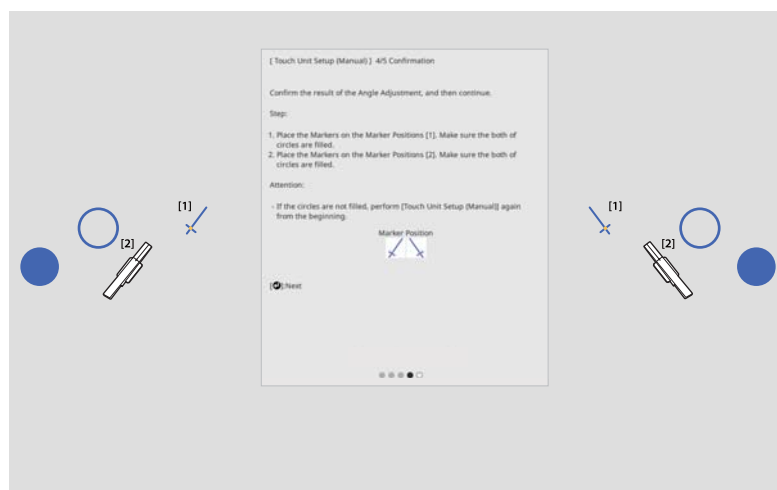 [ Touch Unit Setup (Manual) ] 4/5 Confirmation
Confirm the result of the Angle Adjustment, and then continue.
Step:
1. Place the Markers on the Marker Positions [1]. Make sure the both of
circles are filled.
2. Place the Markers on the Marker Positions [2]. Make sure the both of
circles are filled.
Attention:
- If the circles are not filled, perform [Touch Unit Setup (Manual)] again
from the beginning.
Marker Position
[ ]:Next
[1]
[2]
[1]
[2]